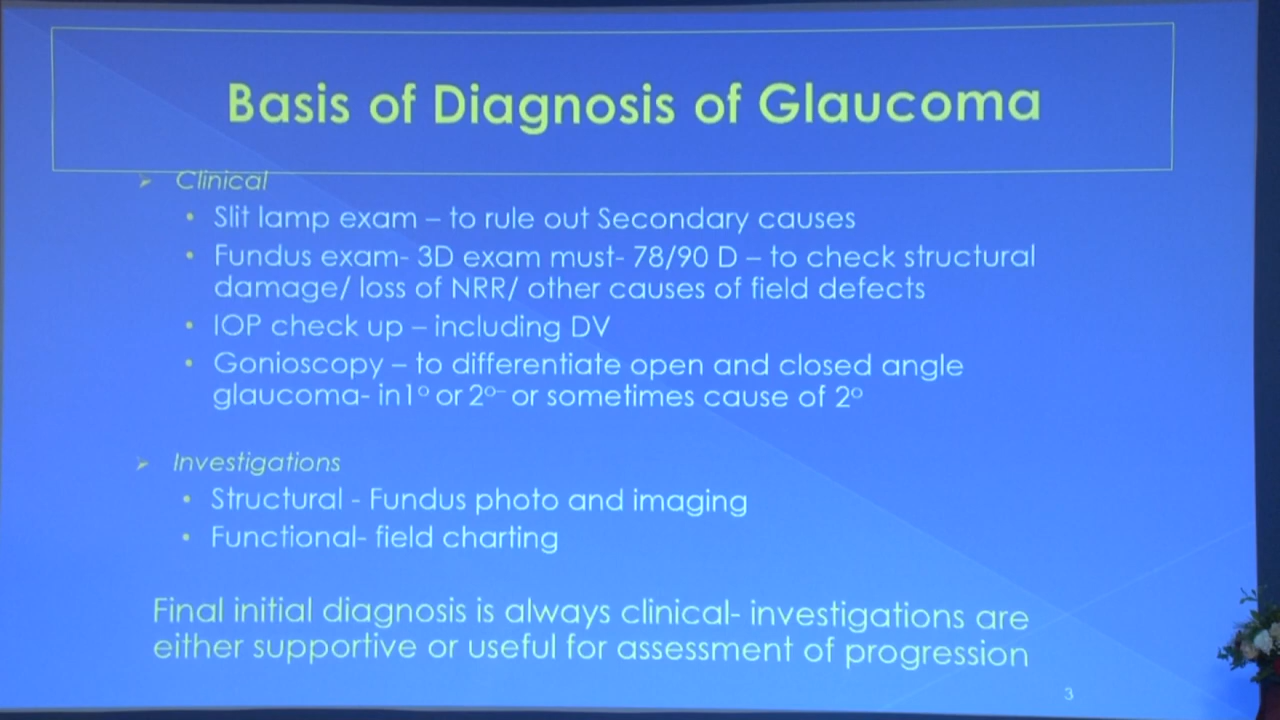 Basis of Diagnosis of Glaucoma
➢ Clinical
• Slit lamp exam – to rule out Secondary causes
• Fundus exam- 3D exam must- 78/90 D – to check structural
damage/ loss of NRR/ other causes of field defects
• IOP check up – including DV
• Gonioscopy – to differentiate open and closed angle
glaucoma- in1º or 2º⁻ or sometimes cause of 2º
➢ Investigations
• Structural - Fundus photo and imaging
• Functional- field charting
Final initial diagnosis is always clinical- investigations are
either supportive or useful for assessment of progression
3